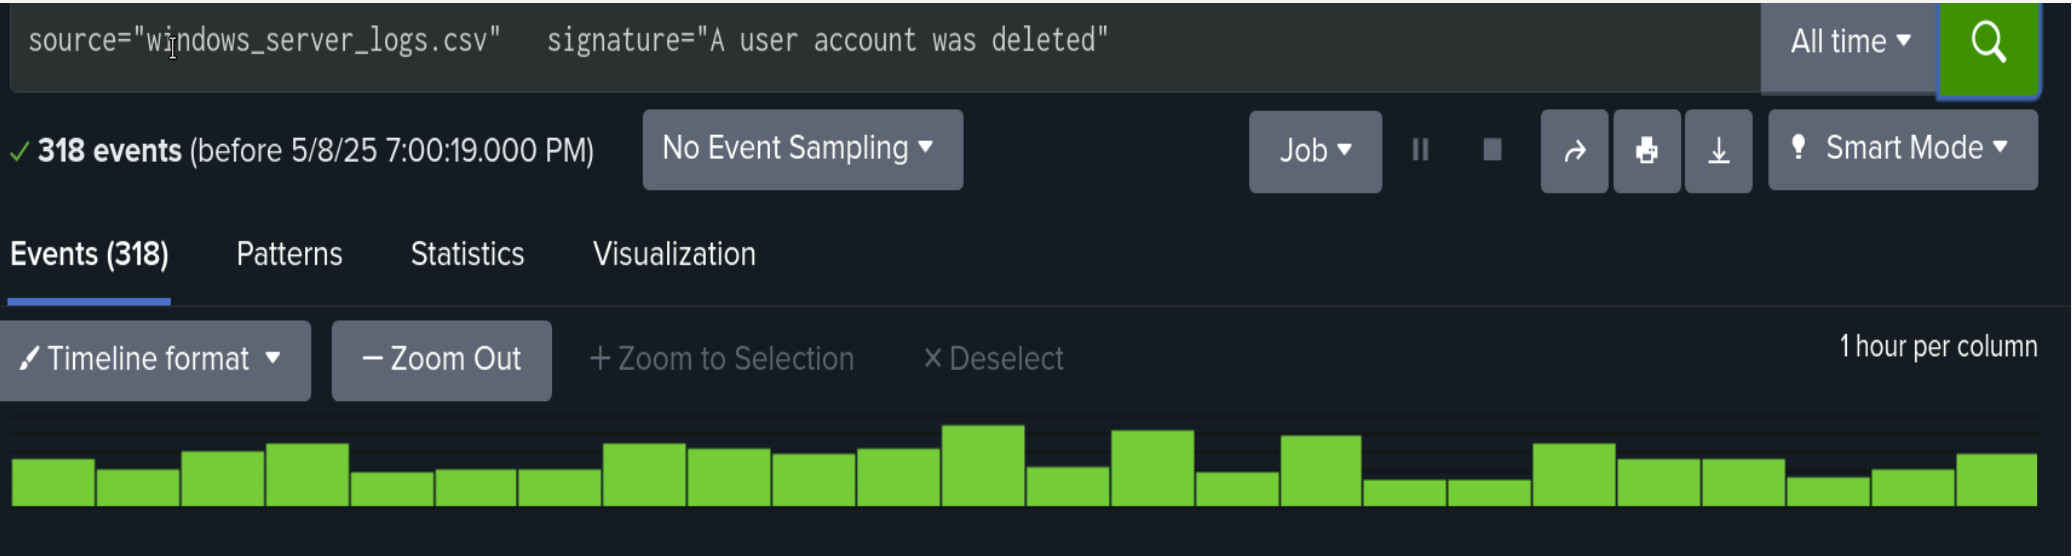 source="windows_server_logs.csv" signature="A user account was deleted" All time
318 events (before 5/8/25 7:00:19.000 PM) No Event Sampling Job Smart Mode
Events (318) Patterns Statistics Visualization
Timeline format — Zoom Out + Zoom to Selection × Deselect 1 hour per column